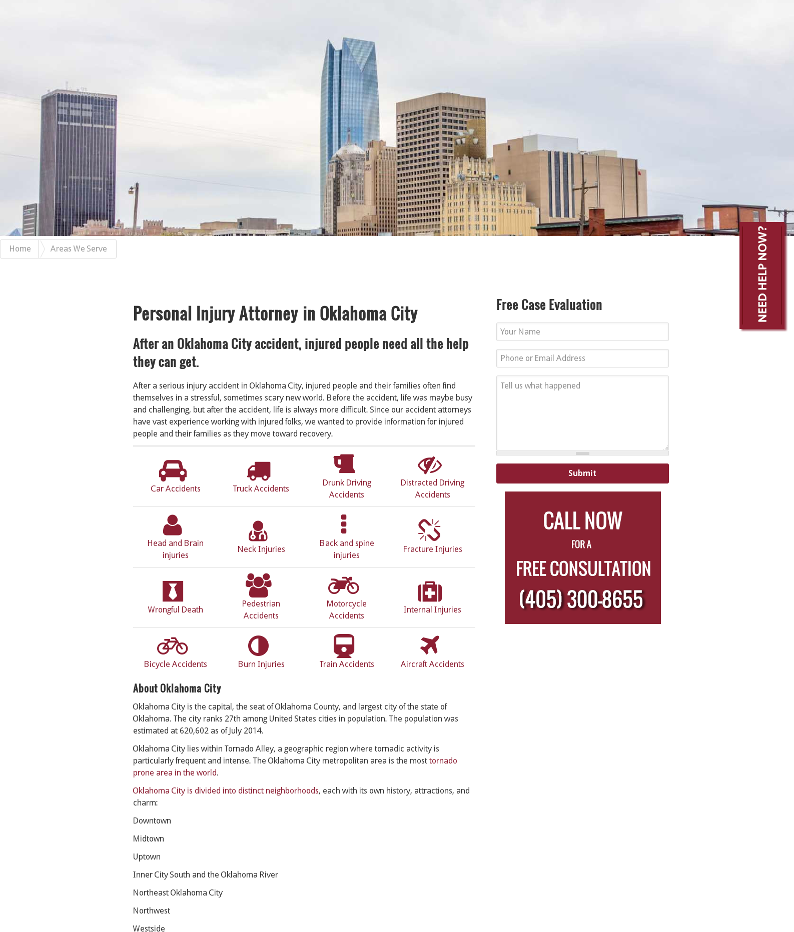 Home
Areas We Serve
NEED HELP NOW?
Personal Injury Attorney in Oklahoma City
After an Oklahoma City accident, injured people need all the help
they can get.
After a serious injury accident in Oklahoma City, injured people and their families often find
themselves in a stressful, sometimes scary new world. Before the accident, life was maybe busy
and challenging, but after the accident, life is always more difficult. Since our accident attorneys
have vast experience working with injured folks, we wanted to provide information for injured
people and their families as they move toward recovery.
Car Accidents
Truck Accidents
Drunk Driving
Accidents
Distracted Driving
Accidents
Head and Brain
injuries
Neck Injuries
Back and spine
injuries
Fracture Injuries
Wrongful Death
Pedestrian
Accidents
Motorcycle
Accidents
Internal Injuries
Bicycle Accidents
Burn Injuries
Train Accidents
Aircraft Accidents
About Oklahoma City
Oklahoma City is the capital, the seat of Oklahoma County, and largest city of the state of
Oklahoma. The city ranks 27th among United States cities in population. The population was
estimated at 620,602 as of July 2014.
Oklahoma City lies within Tornado Alley, a geographic region where tornadic activity is
particularly frequent and intense. The Oklahoma City metropolitan area is the most tornado
prone area in the world.
Oklahoma City is divided into distinct neighborhoods, each with its own history, attractions, and
charm:
Downtown
Midtown
Uptown
Inner City South and the Oklahoma River
Northeast Oklahoma City
Northwest
Westside
Free Case Evaluation
Your Name
Phone or Email Address
Tell us what happened
Submit
CALL NOW
FOR A
FREE CONSULTATION
(405) 300-8655